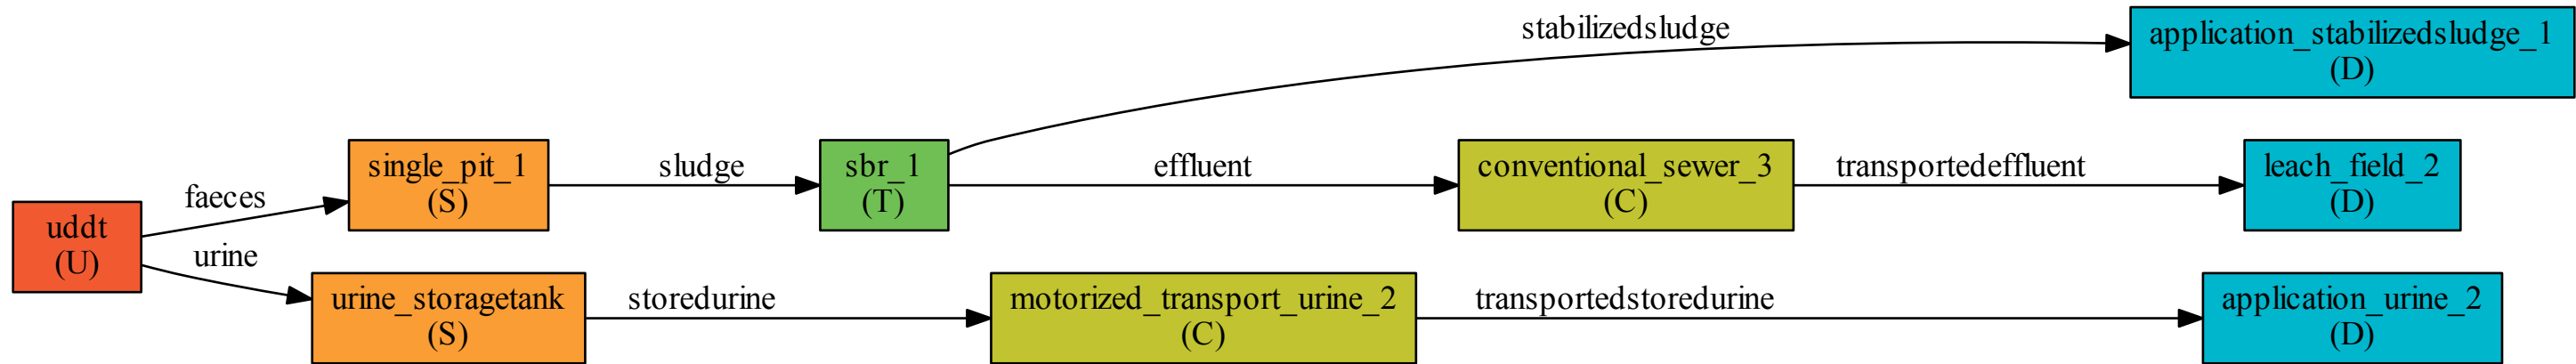 stabilizedsludge
application_stabilizedsludge_1
(D)
single_pit_1
(S)
sludge
sbr_1
(T)
effluent
conventional_sewer_3
(C)
transportedeffluent
leach_field_2
(D)
faeces
uddt
(U)
urine
urine_storagetank
(S)
storedurine
motorized_transport_urine_2
(C)
transportedstoredurine
application_urine_2
(D)